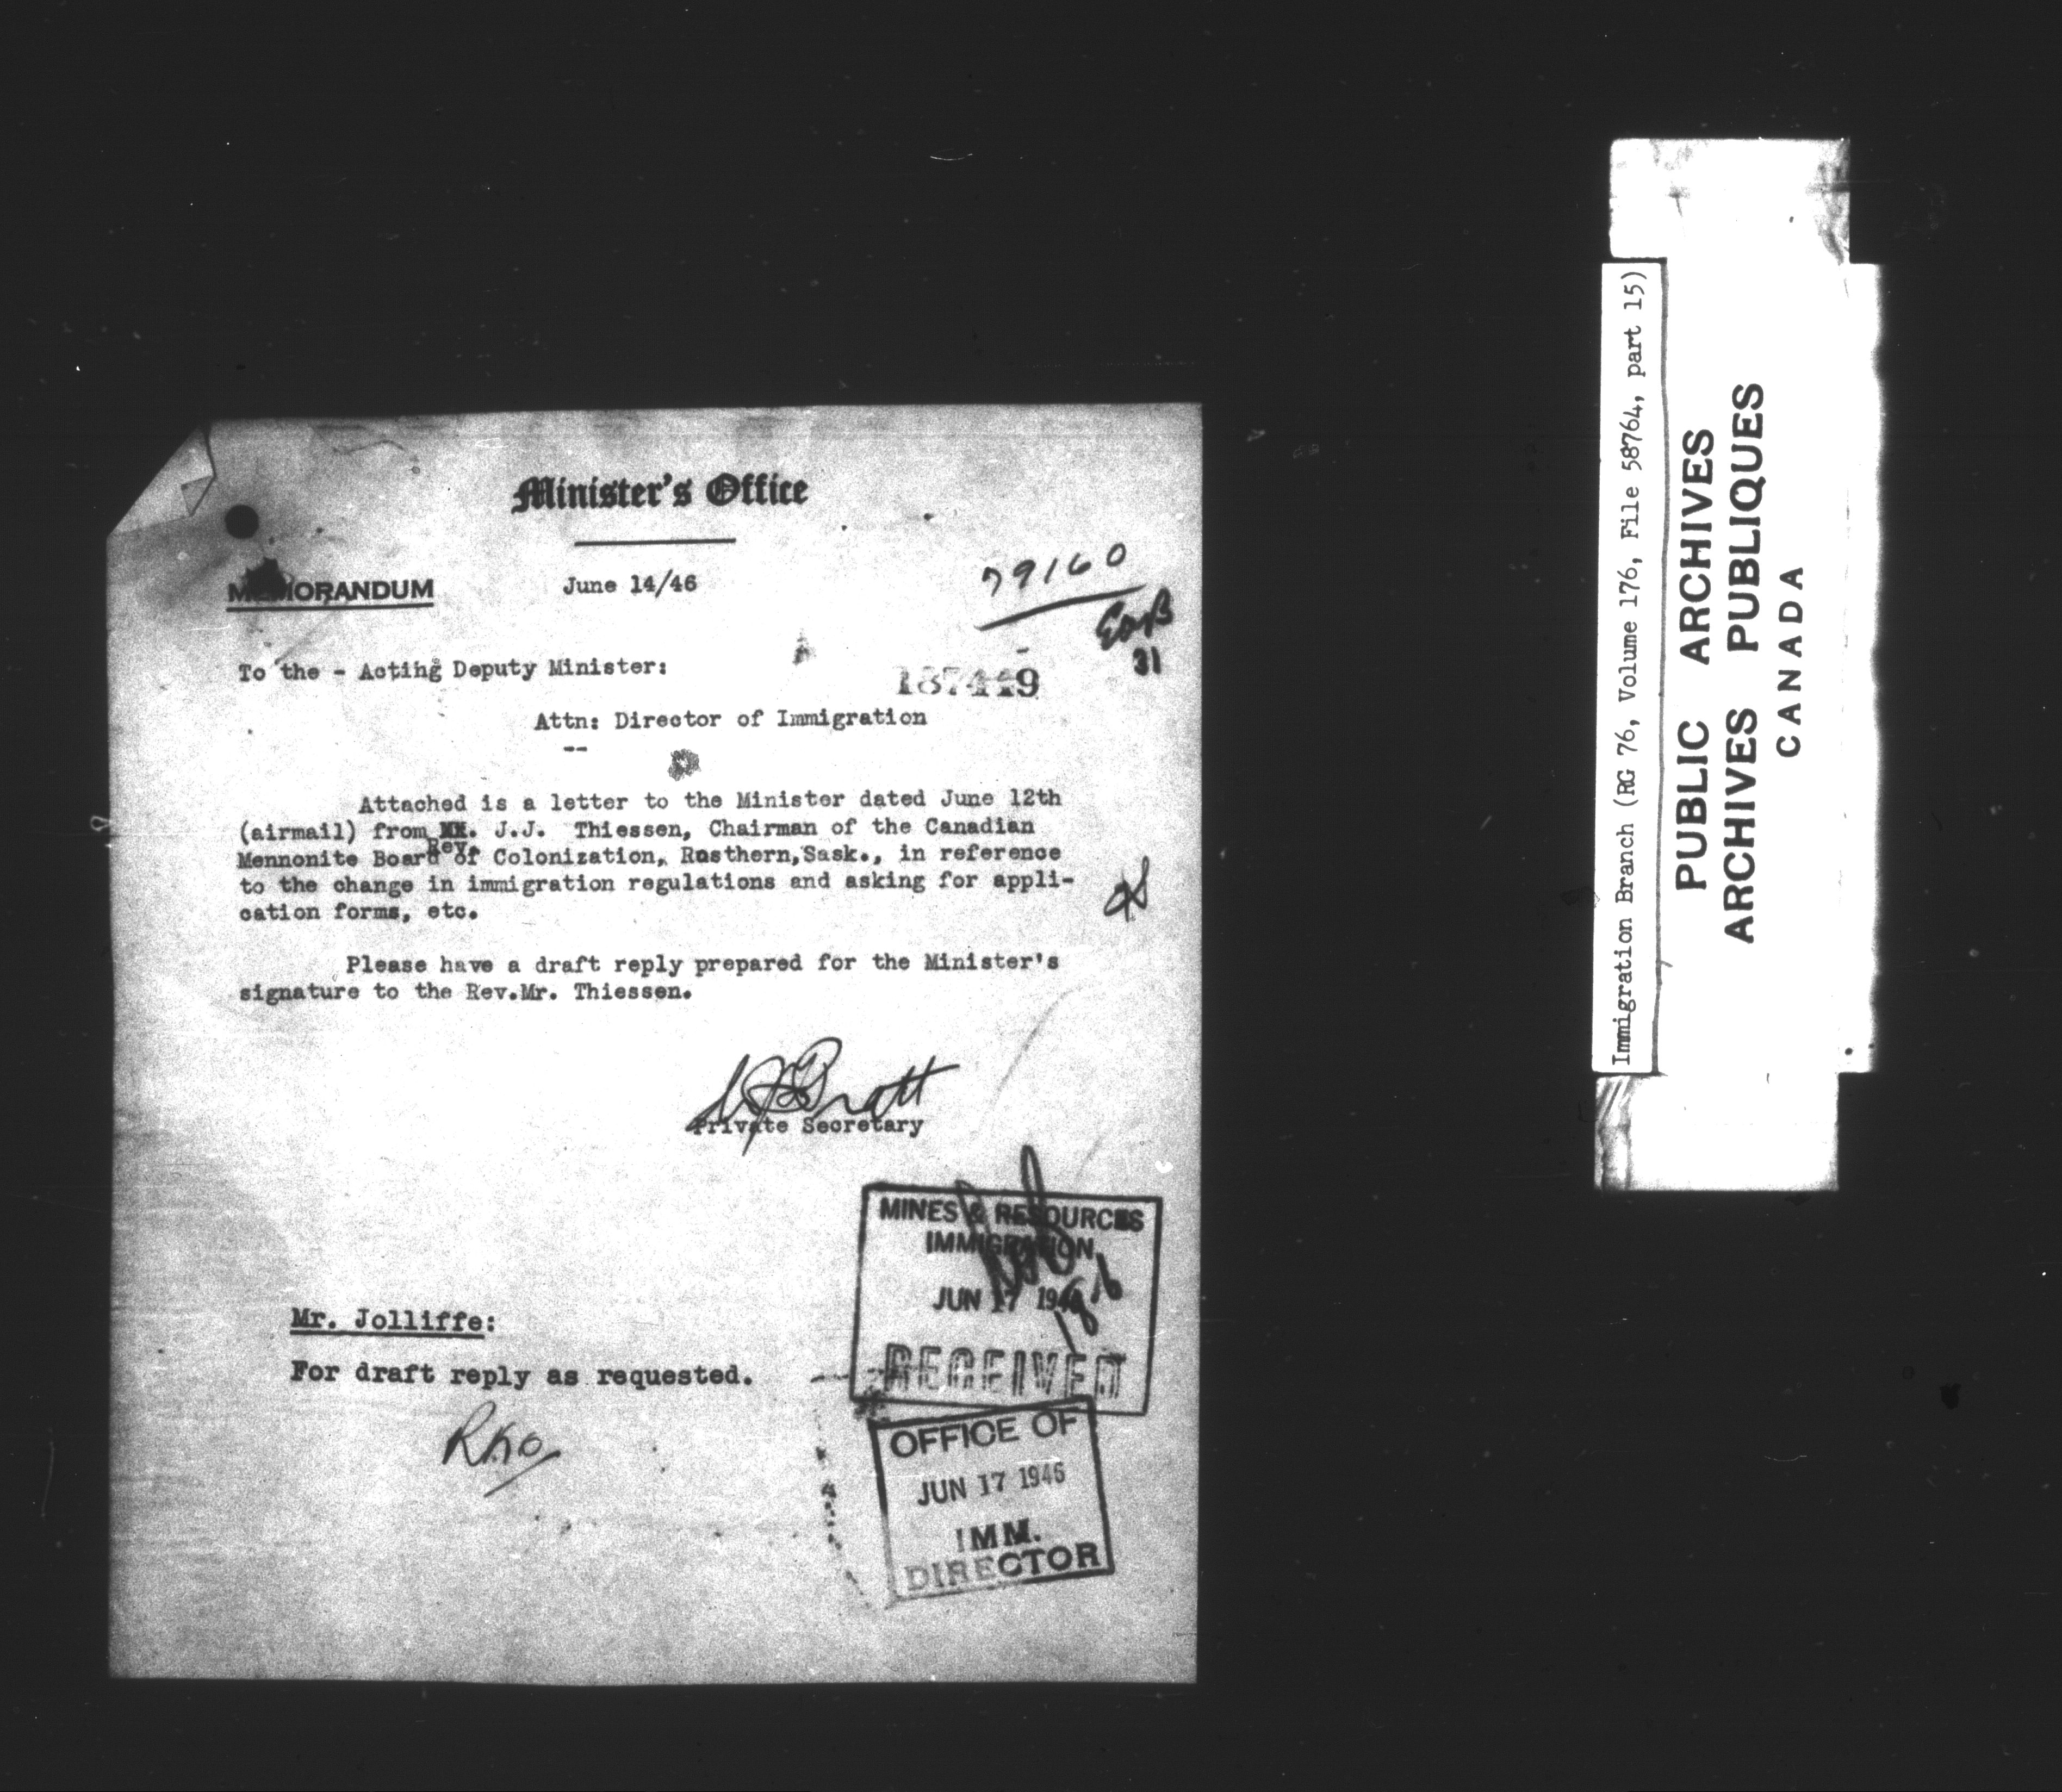 Minister's Office
MEMORANDUM
June 14/46
79160
31
To the - Acting Deputy Minister:
187449
Attn: Director of Immigration
--
Attached is a letter to the Minister dated June 12th
(airmail) from XX. J.J. Thiessen, Chairman of the Canadian
Rev.
Mennonite Board of Colonization, Rosthern, Sask., in reference
to the change in immigration regulations and asking for appli-
cation forms, etc.
Please have a draft reply prepared for the Minister's
signature to the Rev.Mr. Thiessen.
Pratt
Private Secretary
MINES & RESOURCES
IMMIGRATION
JUN 17 1946
RECEIVED
Mr. Jolliffe:
For draft reply as requested.
OFFICE OF
JUN 17 1946
IMM.
DIRECTOR
Immigration Branch (RG 76, Volume 176, File 58764, part 15)
PUBLIC ARCHIVES
ARCHIVES PUBLIQUES
CANADA